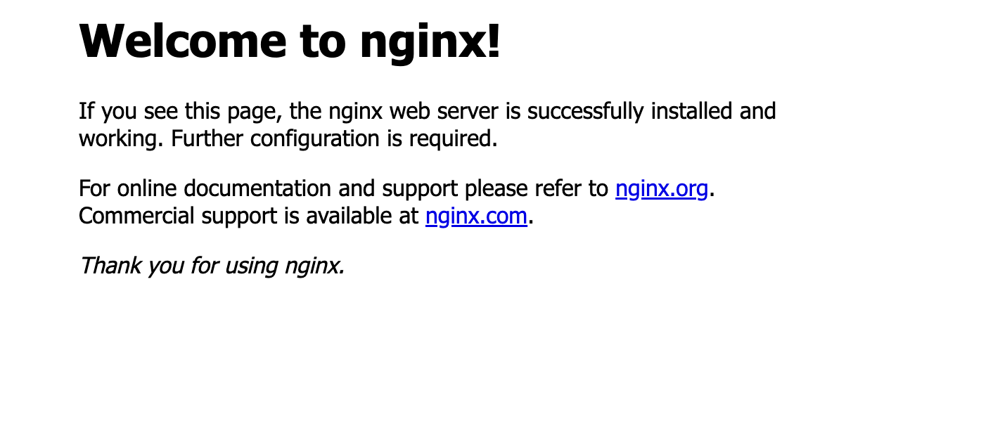 Welcome to nginx!
If you see this page, the nginx web server is successfully installed and
working. Further configuration is required.
For online documentation and support please refer to nginx.org.
Commercial support is available at nginx.com.
Thank you for using nginx.